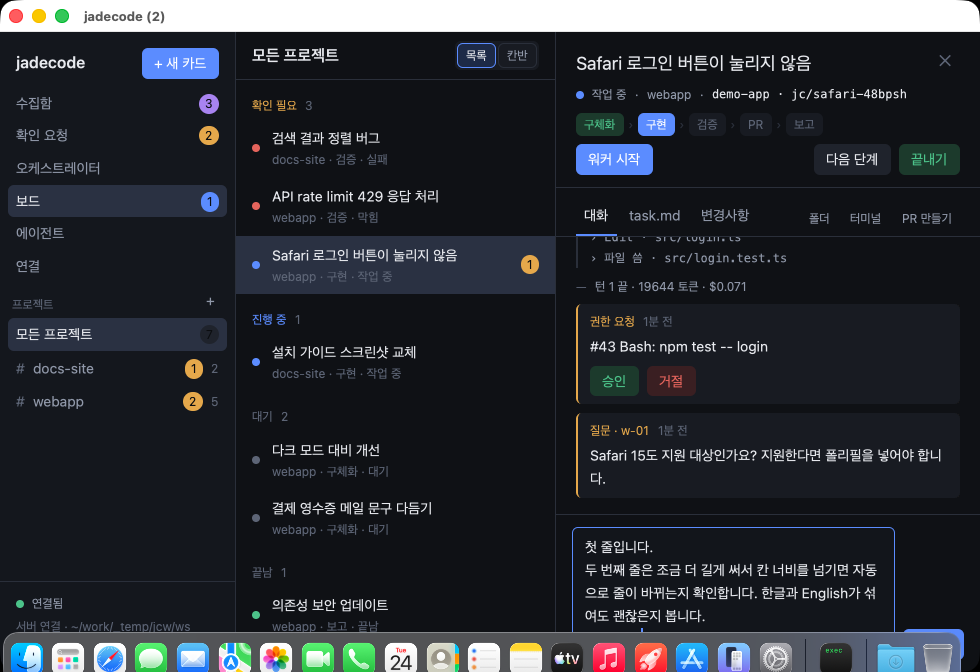 jadecode (2)
jadecode
+ 새 카드
수집함 3
확인 요청 2
오케스트레이터
보드 1
에이전트
연결
프로젝트 +
모든 프로젝트 7
# docs-site 1 2
# webapp 2 5
연결됨
서버 연결 · ~/work/_temp/jcw/ws
모든 프로젝트
목록 칸반
확인 필요 3
검색 결과 정렬 버그
docs-site · 검증 · 실패
API rate limit 429 응답 처리
webapp · 검증 · 막힘
Safari 로그인 버튼이 눌리지 않음
webapp · 구현 · 작업 중
1
진행 중 1
설치 가이드 스크린샷 교체
docs-site · 구현 · 작업 중
대기 2
다크 모드 대비 개선
webapp · 구체화 · 대기
결제 영수증 메일 문구 다듬기
webapp · 구체화 · 대기
끝남 1
의존성 보안 업데이트
webapp · 보고 · 끝남
Safari 로그인 버튼이 눌리지 않음
작업 중 · webapp · demo-app · jc/safari-48bpsh
구체화 › 구현 › 검증 › PR › 보고
워커 시작 다음 단계 끝내기
대화 task.md 변경사항 폴더 터미널 PR 만들기
› Edit · src/login.ts
› 파일 씀 · src/login.test.ts
— 턴 1 끝 · 19644 토큰 · $0.071
권한 요청 1분 전
#43 Bash: npm test -- login
승인 거절
질문 · w-01 1분 전
Safari 15도 지원 대상인가요? 지원한다면 폴리필을 넣어야 합니
다.
첫 줄입니다.
두 번째 줄은 조금 더 길게 써서 칸 너비를 넘기면 자동
으로 줄이 바뀌는지 확인합니다. 한글과 English가 섞
여도 괜찮은지 봅니다.
Tue
24
tv
exec